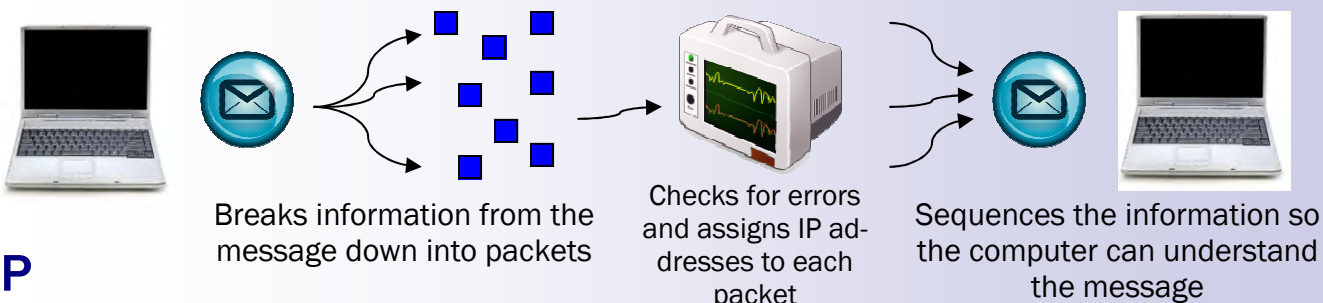 Breaks information from the
message down into packets
Checks for errors
and assigns IP ad-
dresses to each
packet
Sequences the information so
the computer can understand
the message
P